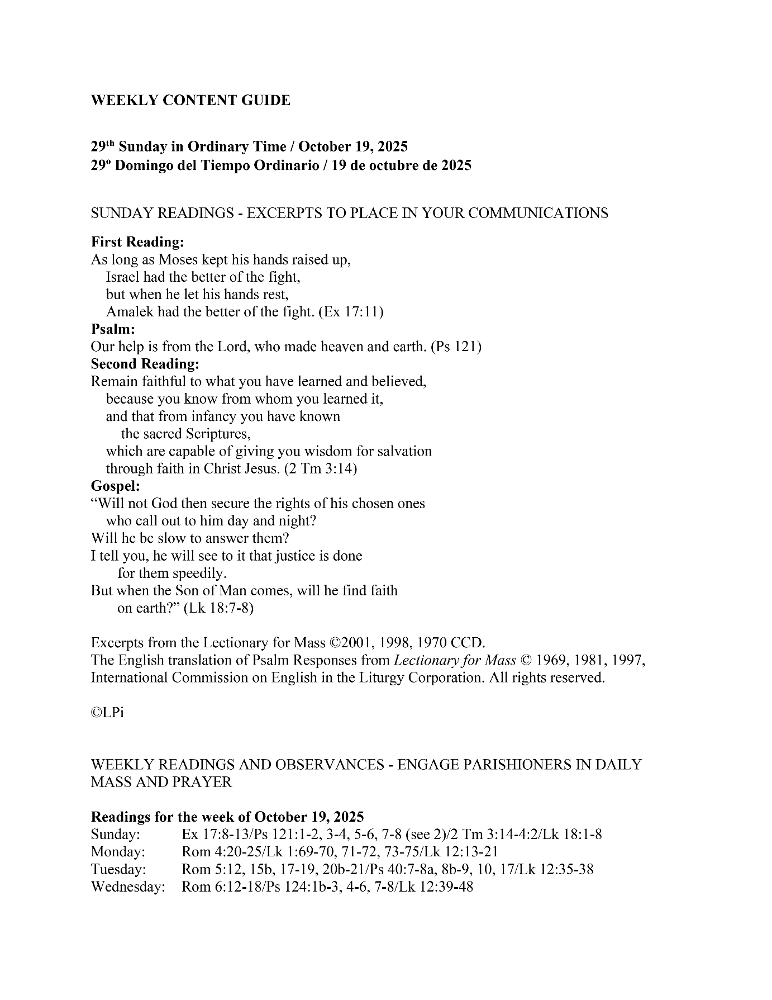 WEEKLY CONTENT GUIDE
29th Sunday in Ordinary Time / October 19, 2025
29º Domingo del Tiempo Ordinario / 19 de octubre de 2025
SUNDAY READINGS - EXCERPTS TO PLACE IN YOUR COMMUNICATIONS
First Reading:
As long as Moses kept his hands raised up,
Israel had the better of the fight,
but when he let his hands rest,
Amalek had the better of the fight. (Ex 17:11)
Psalm:
Our help is from the Lord, who made heaven and earth. (Ps 121)
Second Reading:
Remain faithful to what you have learned and believed,
because you know from whom you learned it,
and that from infancy you have known
the sacred Scriptures,
which are capable of giving you wisdom for salvation
through faith in Christ Jesus. (2 Tm 3:14)
Gospel:
“Will not God then secure the rights of his chosen ones
who call out to him day and night?
Will he be slow to answer them?
I tell you, he will see to it that justice is done
for them speedily.
But when the Son of Man comes, will he find faith
on earth?” (Lk 18:7-8)
Excerpts from the Lectionary for Mass ©2001, 1998, 1970 CCD.
The English translation of Psalm Responses from Lectionary for Mass © 1969, 1981, 1997,
International Commission on English in the Liturgy Corporation. All rights reserved.
©LPi
WEEKLY READINGS AND OBSERVANCES - ENGAGE PARISHIONERS IN DAILY
MASS AND PRAYER
Readings for the week of October 19, 2025
Sunday: Ex 17:8-13/Ps 121:1-2, 3-4, 5-6, 7-8 (see 2)/2 Tm 3:14-4:2/Lk 18:1-8
Monday: Rom 4:20-25/Lk 1:69-70, 71-72, 73-75/Lk 12:13-21
Tuesday: Rom 5:12, 15b, 17-19, 20b-21/Ps 40:7-8a, 8b-9, 10, 17/Lk 12:35-38
Wednesday: Rom 6:12-18/Ps 124:1b-3, 4-6, 7-8/Lk 12:39-48